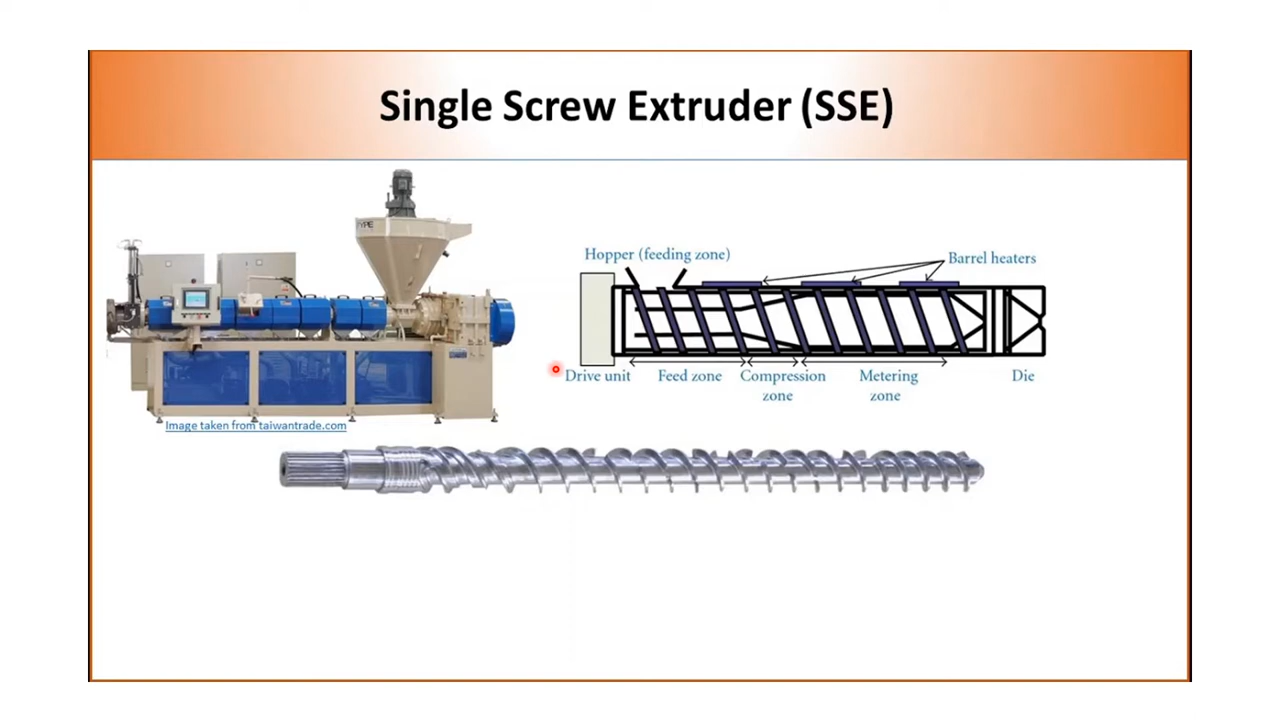 Single Screw Extruder (SSE)
TYPE
Image taken from taiwantrade.com
Hopper (feeding zone)
Barrel heaters
Drive unit
Feed zone
Compression
zone
Metering
zone
Die